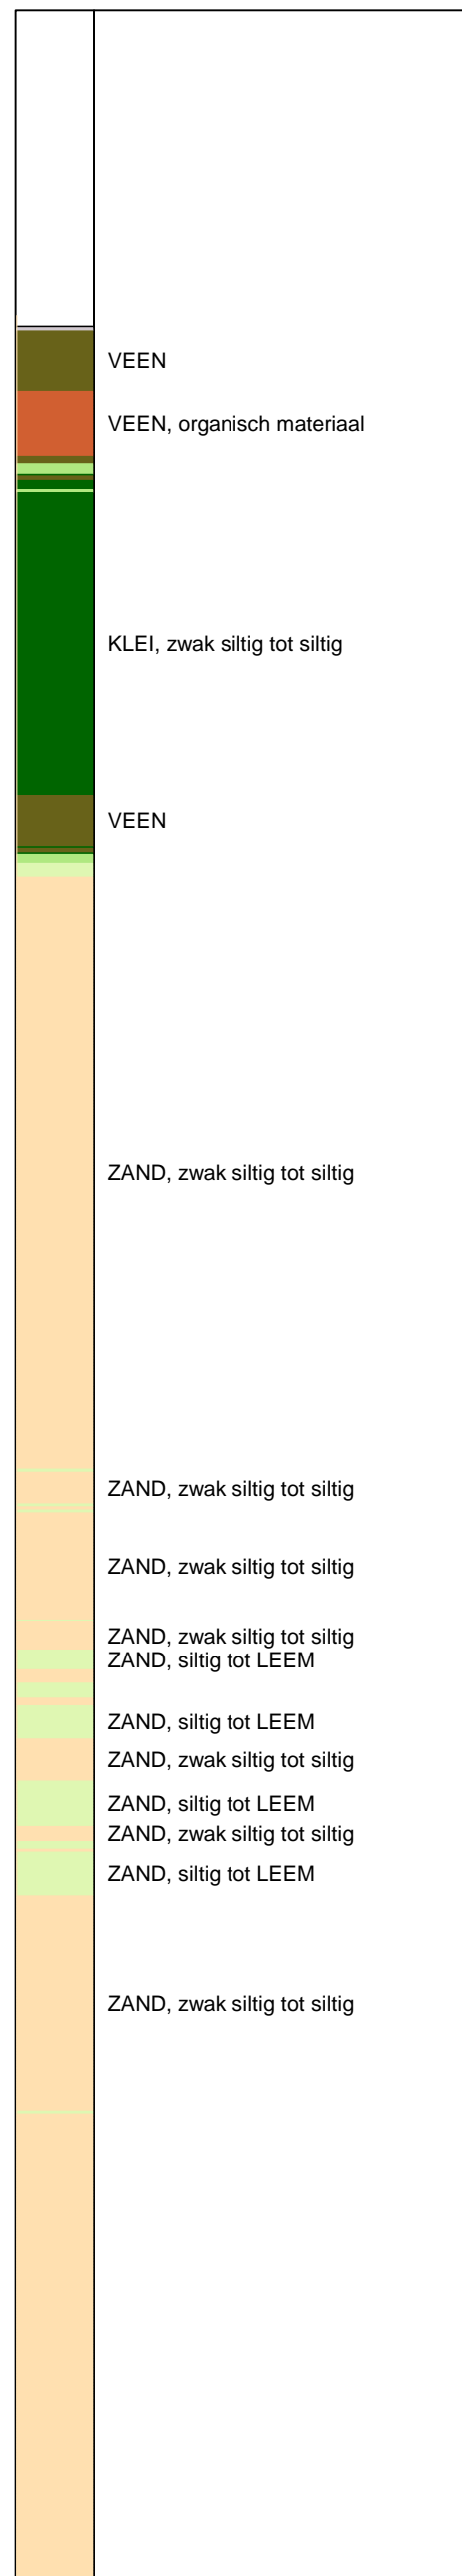 VEEN
VEEN, organisch materiaal
KLEI, zwak siltig tot siltig
VEEN
ZAND, zwak siltig tot siltig
ZAND, zwak siltig tot siltig
ZAND, zwak siltig tot siltig
ZAND, zwak siltig tot siltig
ZAND, siltig tot LEEM
ZAND, siltig tot LEEM
ZAND, zwak siltig tot siltig
ZAND, siltig tot LEEM
ZAND, zwak siltig tot siltig
ZAND, siltig tot LEEM
ZAND, zwak siltig tot siltig